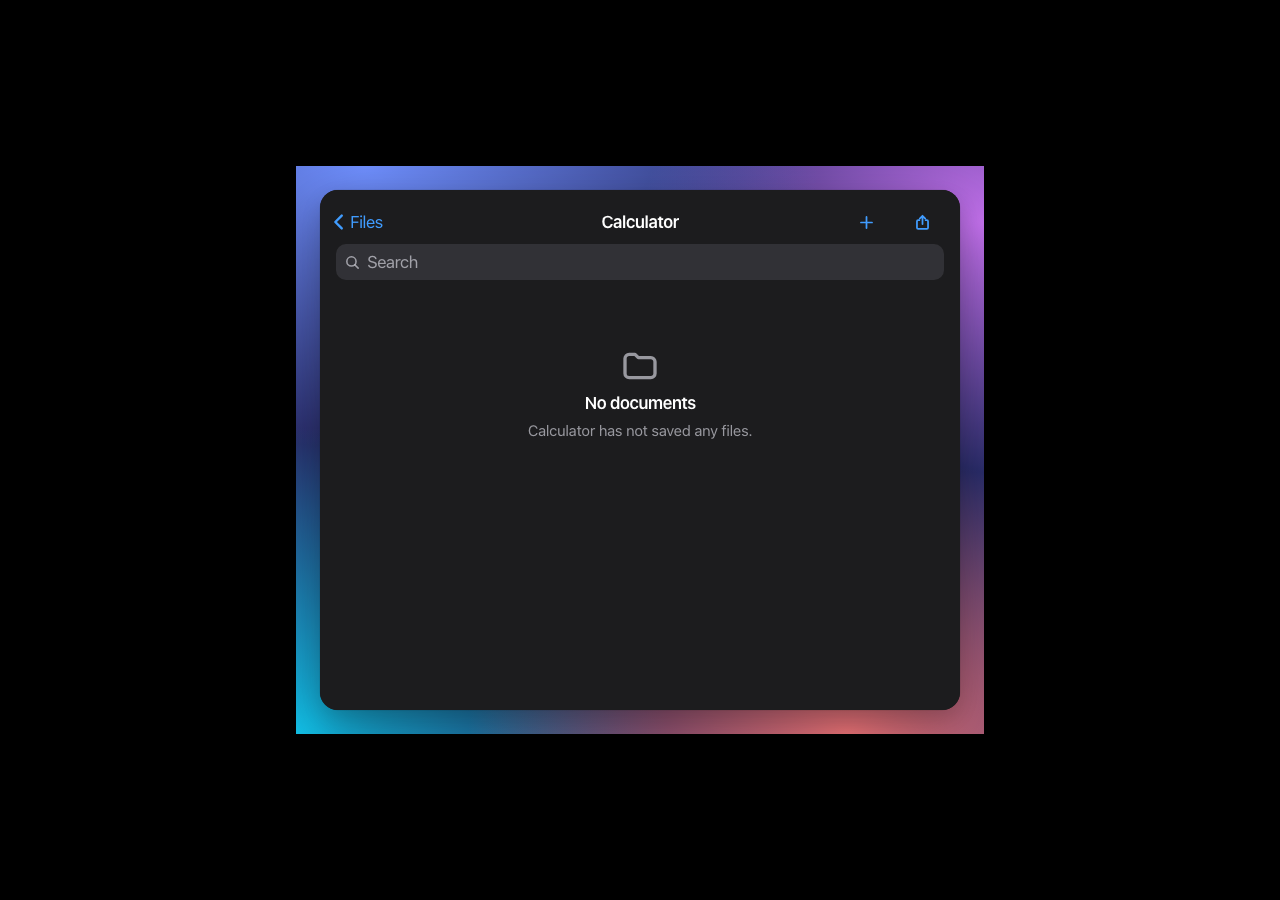 Files
Calculator
Search
No documents
Calculator has not saved any files.